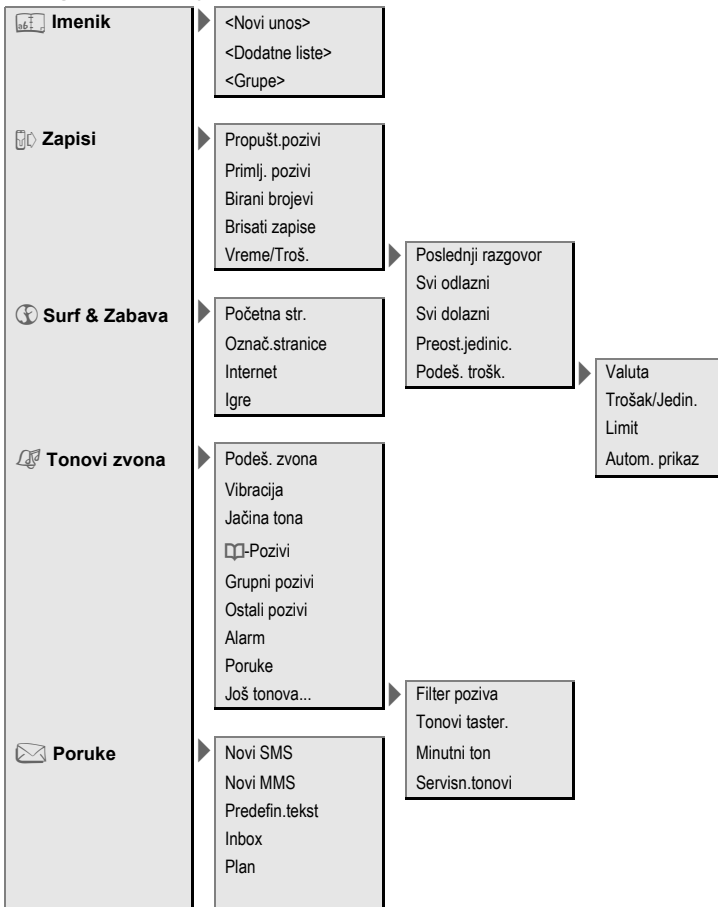 Imenik
<Novi unos>
<Dodatne liste>
<Grupe>
Zapisi
Propušt.pozivi
Primlj. pozivi
Birani brojevi
Brisati zapise
Vreme/Troš.
Poslednji razgovor
Svi odlazni
Svi dolazni
Preost.jedinic.
Podeš. trošk.
Valuta
Trošak/Jedin.
Limit
Autom. prikaz
Surf & Zabava
Početna str.
Označ.stranice
Internet
Igre
Tonovi zvona
Podeš. zvona
Vibracija
Jačina tona
-Pozivi
Grupni pozivi
Ostali pozivi
Alarm
Poruke
Još tonova...
Filter poziva
Tonovi taster.
Minutni ton
Servisn.tonovi
Poruke
Novi SMS
Novi MMS
Predefin.tekst
Inbox
Plan